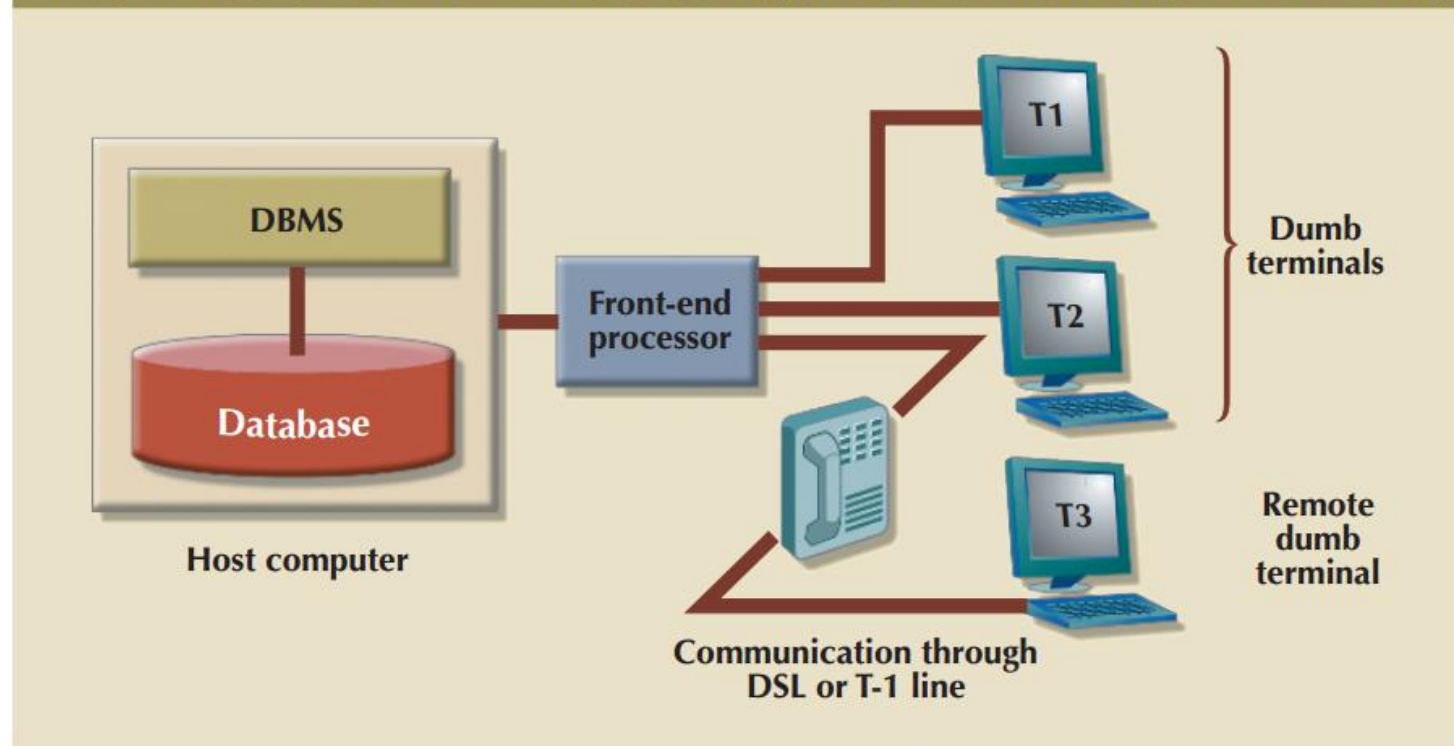 DBMS
Database
Host computer
Front-end
processor
T1
T2
Dumb
terminals
T3
Remote
dumb
terminal
Communication through
DSL or T-1 line